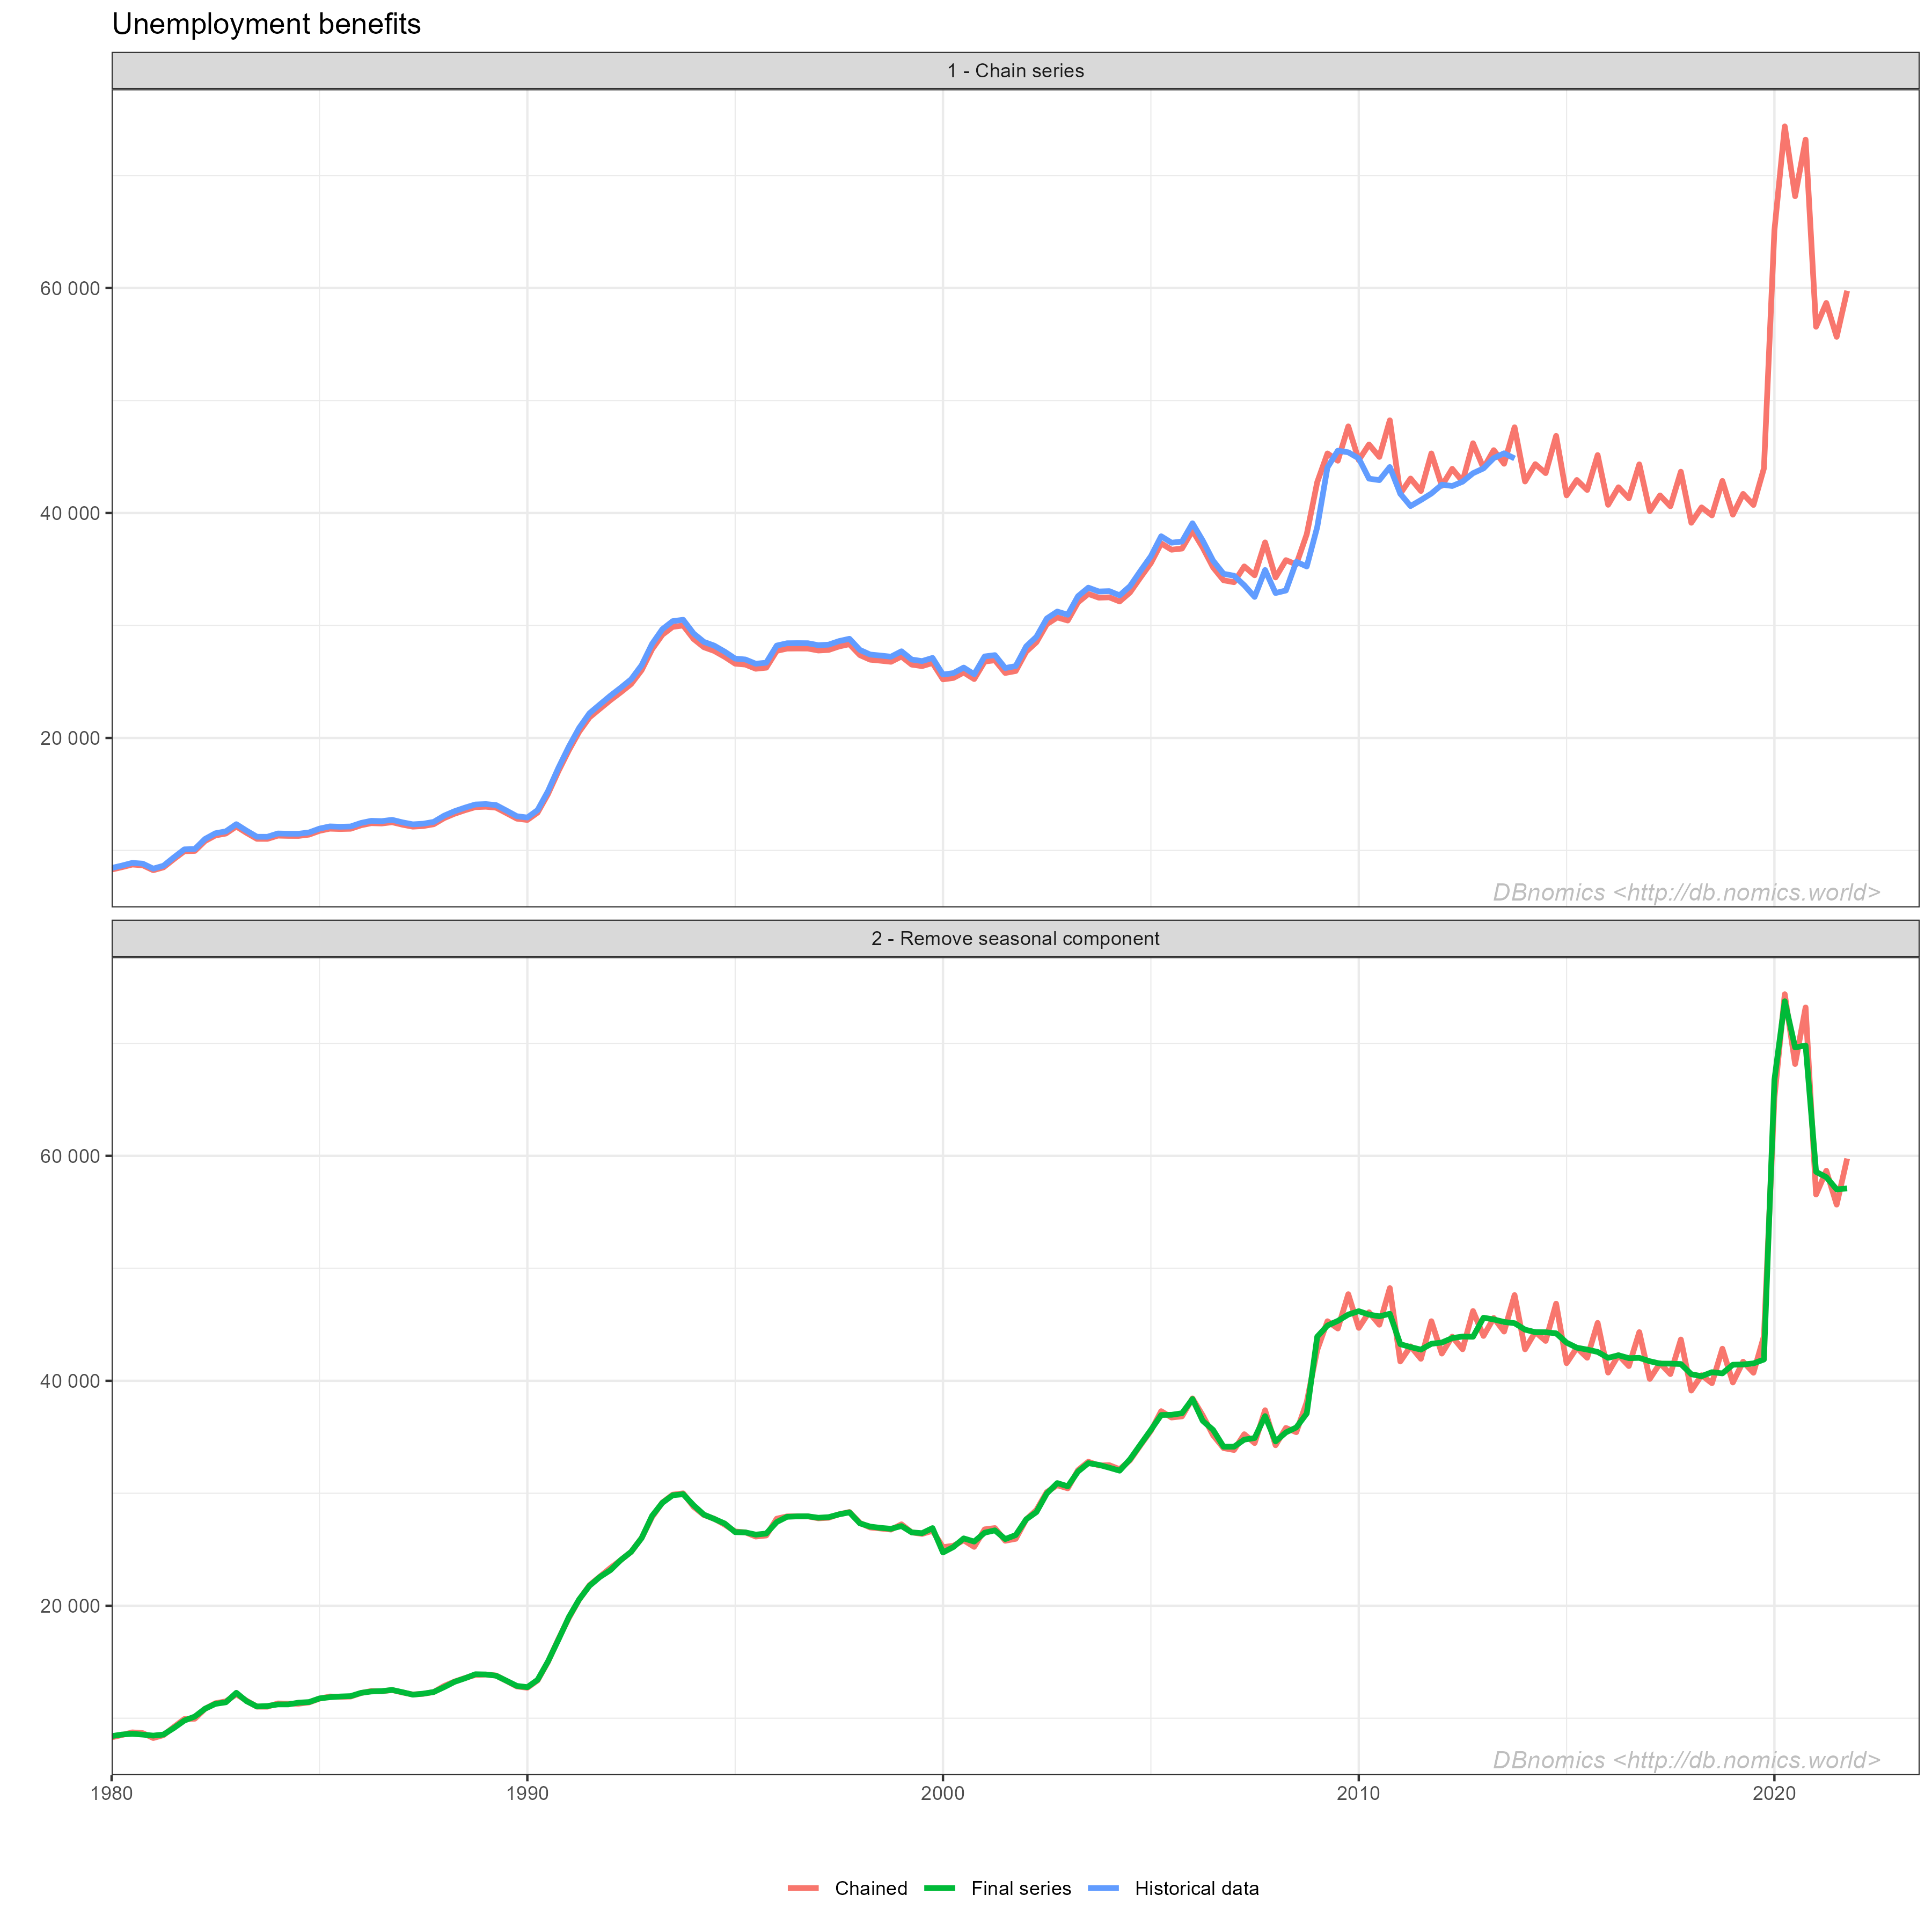 Unemployment benefits
1 - Chain series
60 000
40 000
20 000
DBnomics <http://db.nomics.world>
2 - Remove seasonal component
60 000
40 000
20 000
DBnomics <http://db.nomics.world>
1980 1990 2000 2010 2020
Chained Final series Historical data